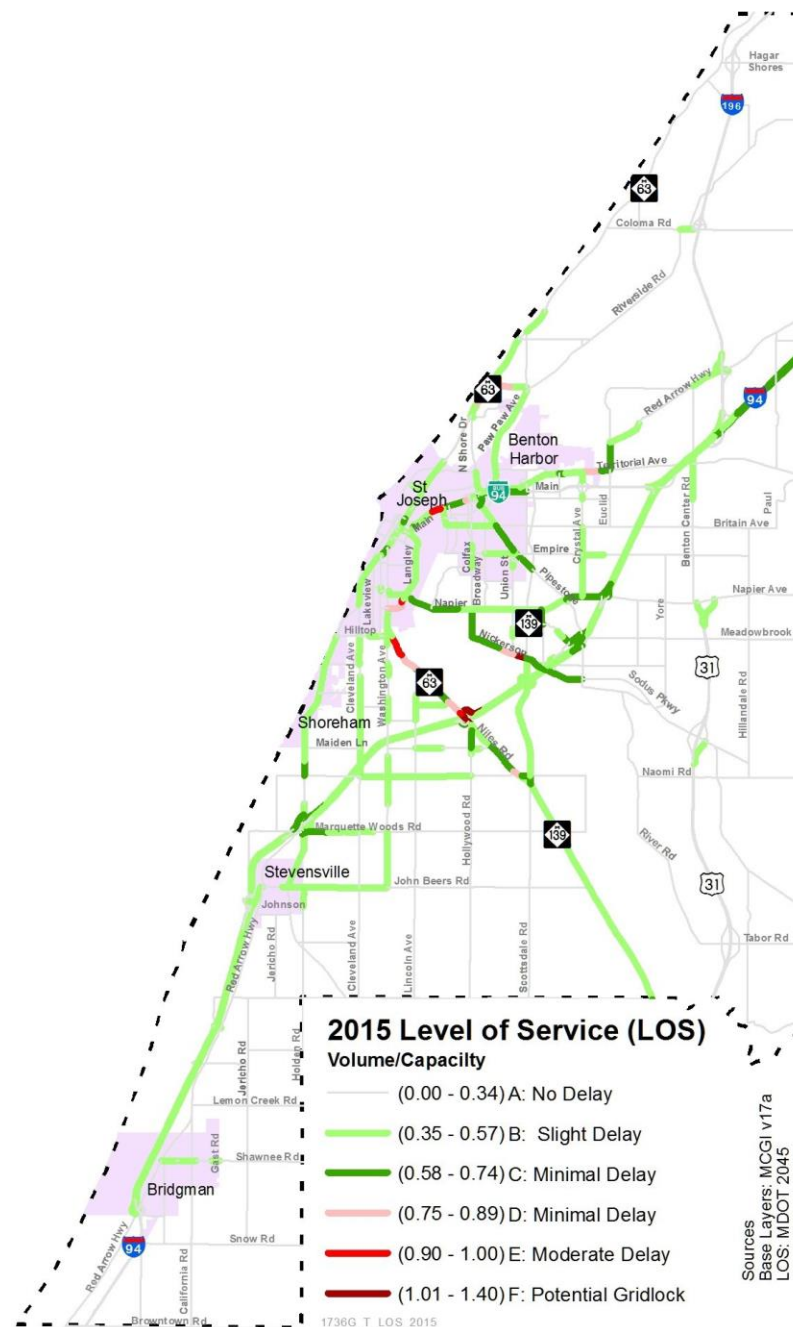 Hagar
Shores
196
63
Coloma Rd
Riverside Rd
Red Arrow Hwy
94
63
Paw Paw Ave
N Shore Dr
Benton
Harbor
Territorial Ave
St
Joseph
BUS
94
Main
Main
Euclid
Crystal Ave
Benton Center Rd
Paul
Britain Ave
Langley
Colfax
Broadway
Union St
Empire
Pipestone
Lakeview
Napier
Napier Ave
Yore
139
Meadowbrook
Hilltop
Nickerson
31
Cleveland Ave
Washington Ave
63
Sodus Pkwy
Hillandale Rd
Shoreham
Niles Rd
Maiden Ln
Naomi Rd
Hollywood Rd
Marquette Woods Rd
139
River Rd
Stevensville
John Beers Rd
31
Johnson
Red Arrow Hwy
Jericho Rd
Cleveland Ave
Lincoln Ave
Scottsdale Rd
Tabor Rd
2015 Level of Service (LOS)
Volume/Capacilty
(0.00 - 0.34) A: No Delay
(0.35 - 0.57) B: Slight Delay
(0.58 - 0.74) C: Minimal Delay
(0.75 - 0.89) D: Minimal Delay
(0.90 - 1.00) E: Moderate Delay
(1.01 - 1.40) F: Potential Gridlock
Jericho Rd
Holden Rd
Lemon Creek Rd
Gast Rd
Shawnee Rd
Bridgman
Red Arrow Hwy
94
Snow Rd
California Rd
Browntown Rd
Sources
Base Layers: MCGI v17a
LOS: MDOT 2045
1736G_T_LOS_2015